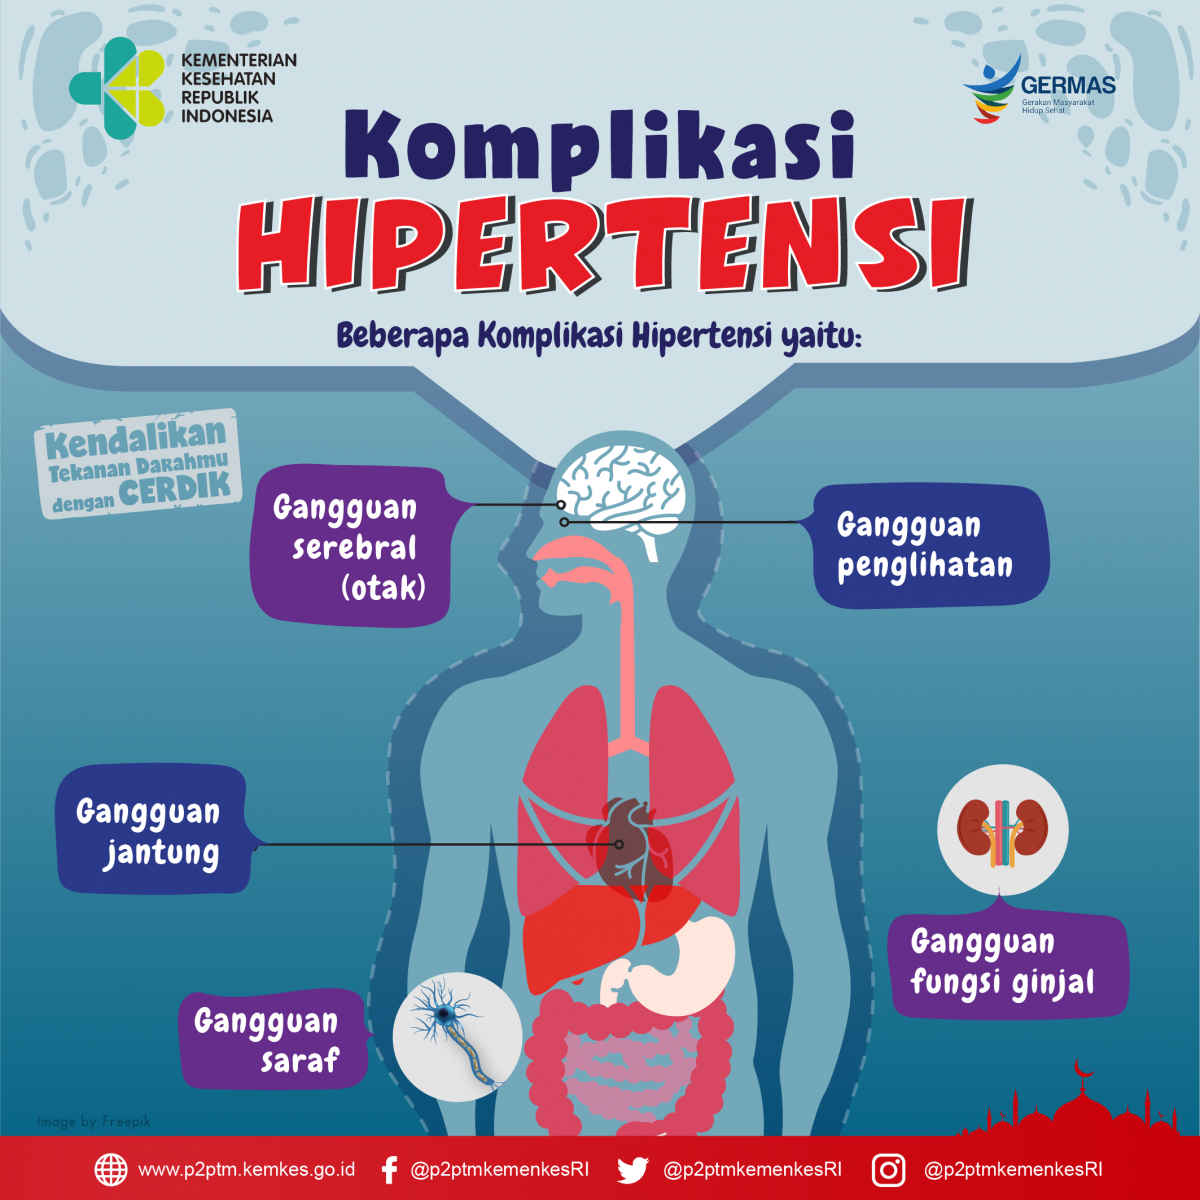 KEMENTERIAN
KESEHATAN
REPUBLIK
INDONESIA
GERMAS
Gerakan Masyarakat
Hidup Sehat
Komplikasi
HIPERTENSI
Beberapa Komplikasi Hipertensi yaitu:
Kendalikan
Tekanan Darahmu
dengan CERDIK
Gangguan
serebral
(otak)
Gangguan
penglihatan
Gangguan
jantung
Gangguan
fungsi ginjal
Gangguan
saraf
Image by Freepik
www.p2ptm.kemkes.go.id
@p2ptmkemenkesRI
@p2ptmkemenkesRI
@p2ptmkemenkesRI